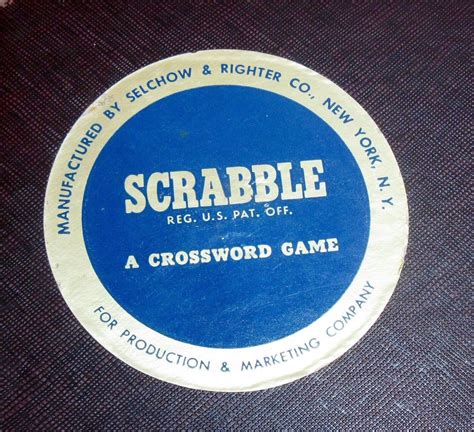 MANUFACTURED BY SELCHOW & RIGHTER CO., NEW YORK, N. Y.
SCRABBLE
REG. U.S. PAT. OFF.
A CROSSWORD GAME
FOR PRODUCTION & MARKETING COMPANY